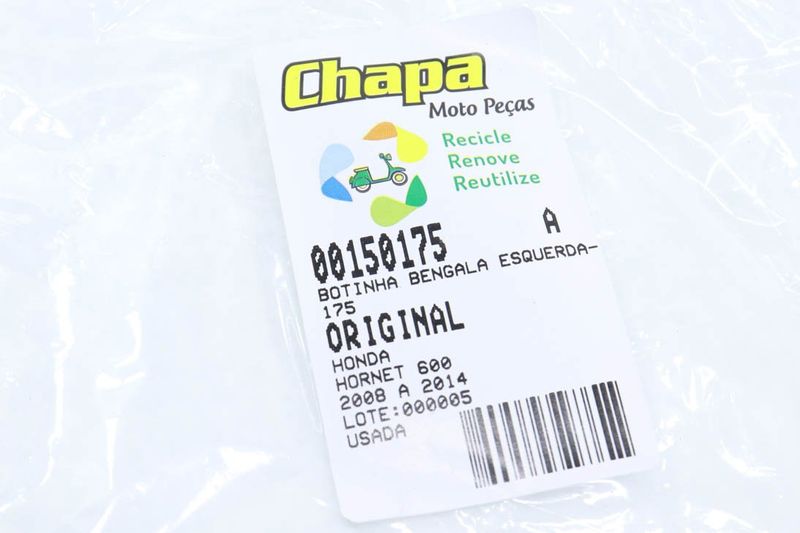 Chapa
Moto Peças
Recicle
Renove
Reutilize
00150175 A
BOTINHA BENGALA ESQUERDA-
175
ORIGINAL
HONDA
HORNET 600
2008 A 2014
LOTE:000005
USADA